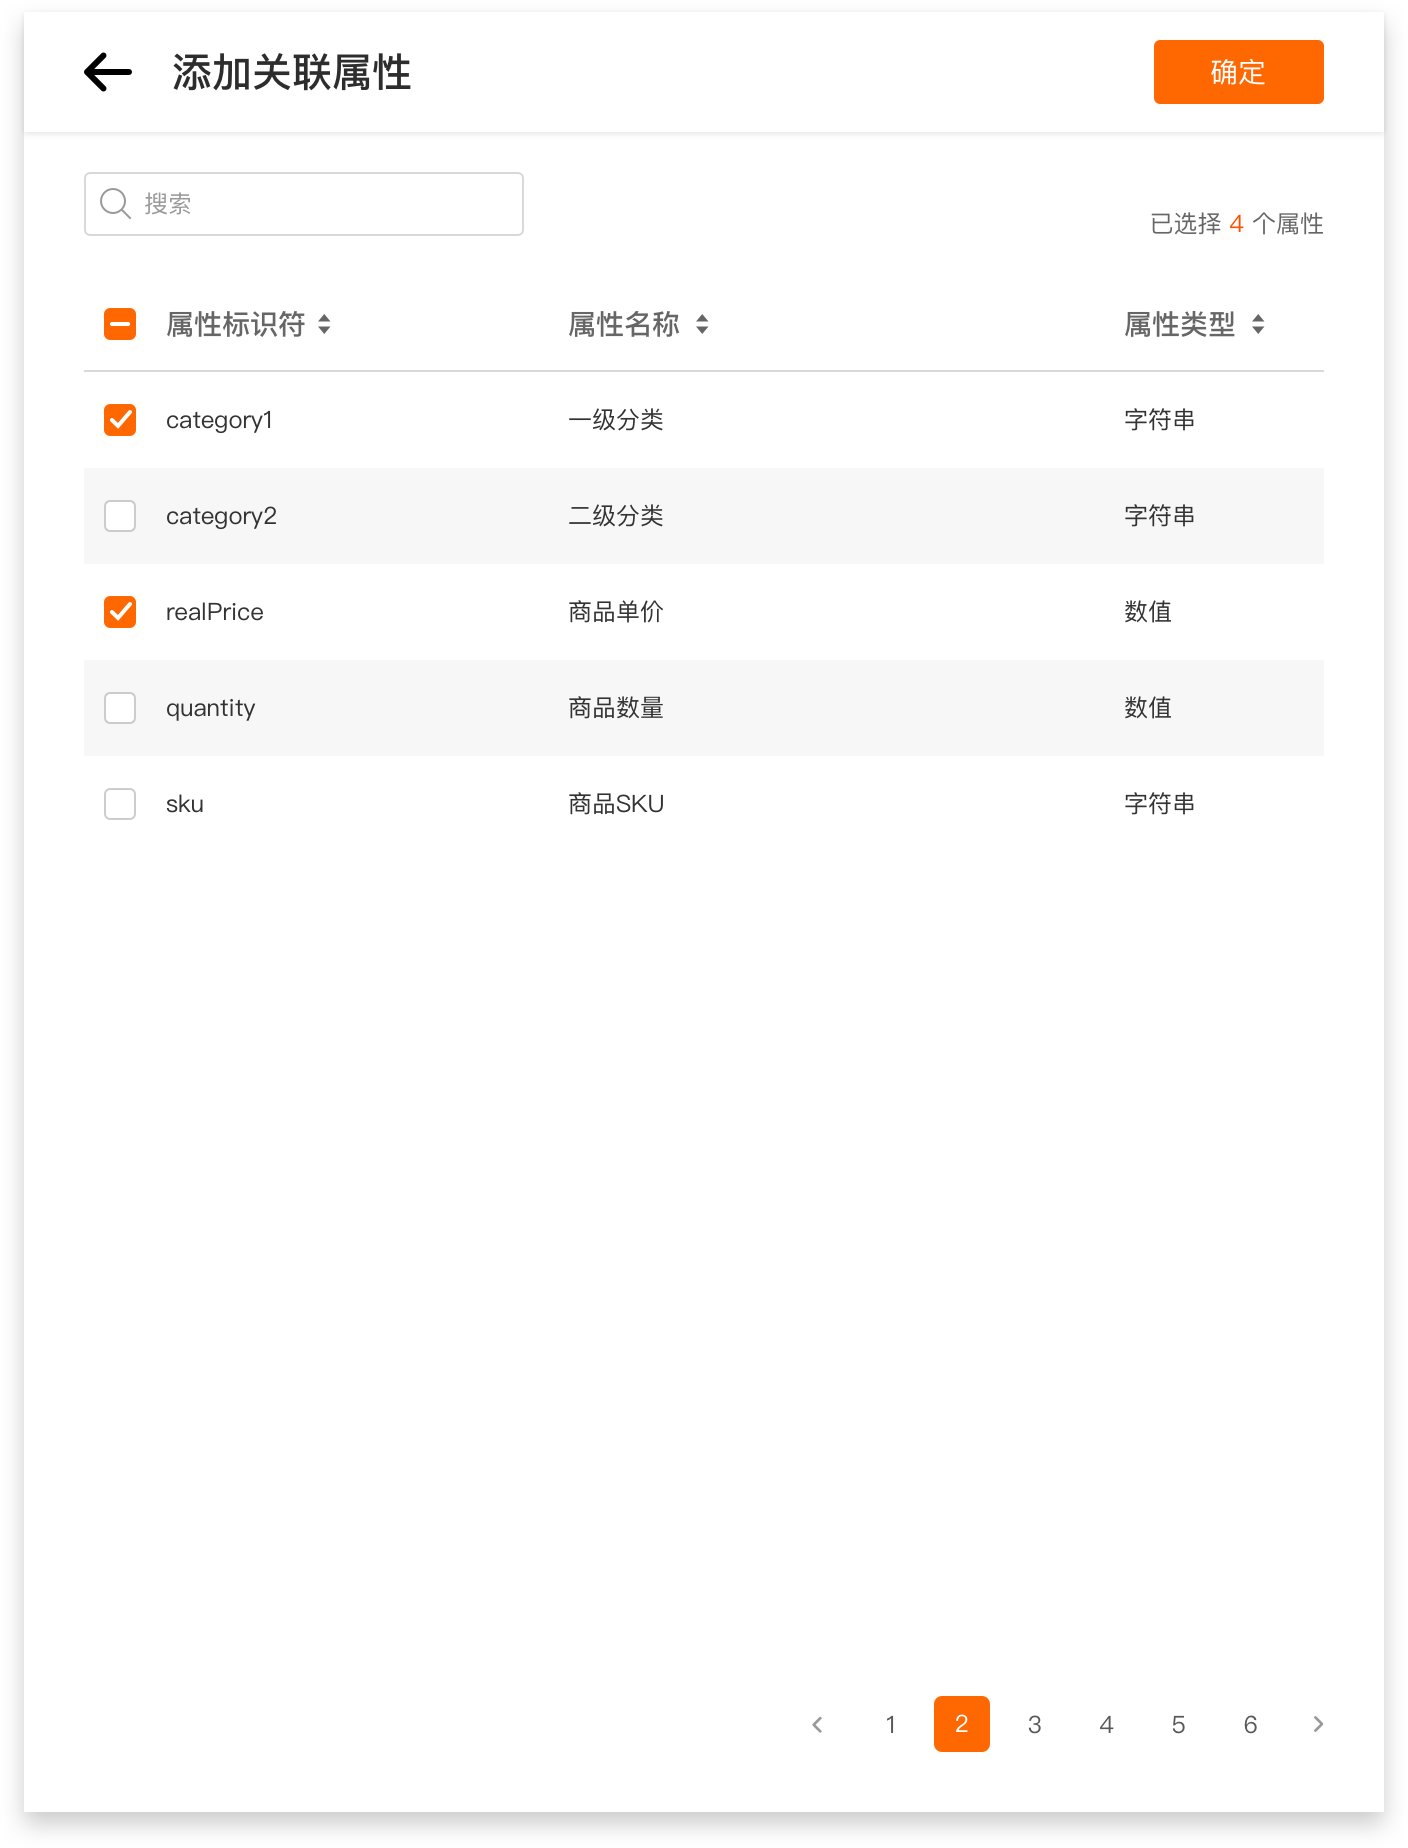 添加关联属性
确定
搜索
已选择 4 个属性
属性标识符 属性名称 属性类型
category1 一级分类 字符串
category2 二级分类 字符串
realPrice 商品单价 数值
quantity 商品数量 数值
sku 商品SKU 字符串
1 2 3 4 5 6